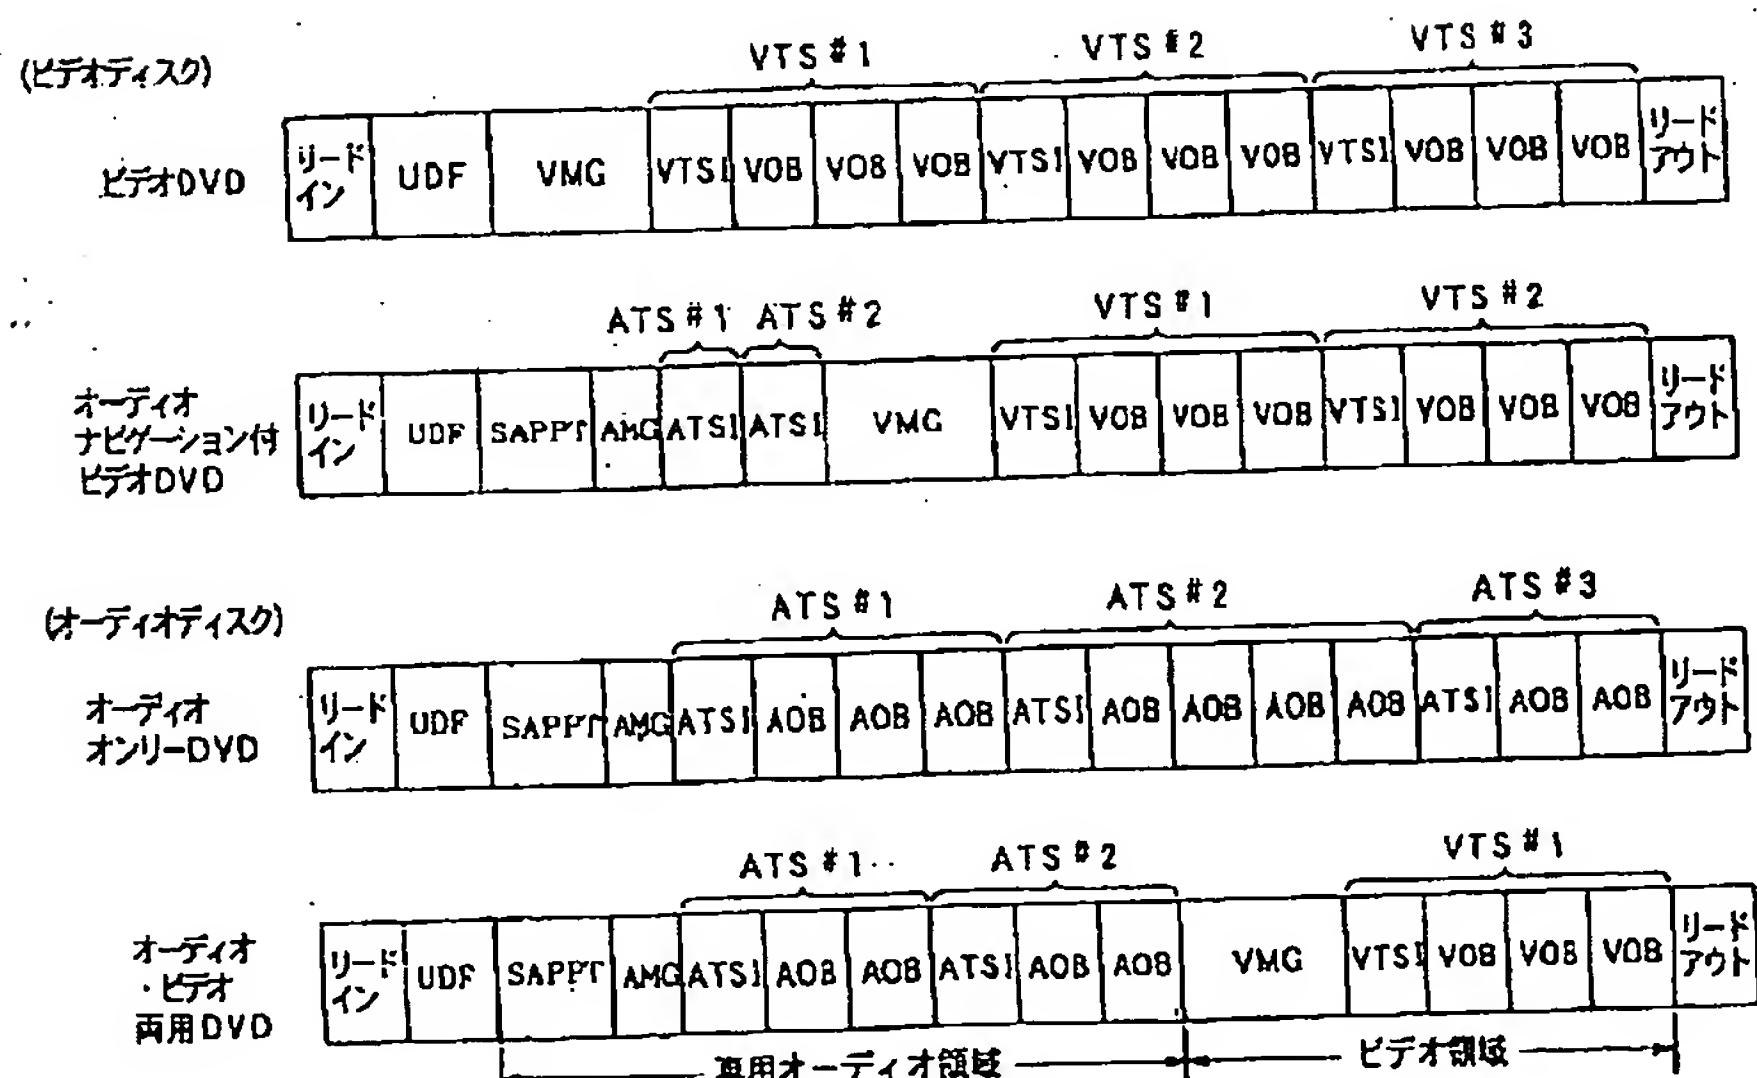 (ビデオディスク)
VTS#1 VTS#2 VTS#3
ビデオDVD
リード
イン
UDF VMG VTSI VOB VOB VOB VTSI VOB VOB VOB VTSI VOB VOB VOB
リード
アウト
ATS#1 ATS#2 VTS#1 VTS#2
オーディオ
ナビゲーション付
ビデオDVD
リード
イン
UDF SAPPT AMG ATSI ATSI VMG VTSI VOB VOB VOB VTSI VOB VOB VOB
リード
アウト
(オーディオディスク)
ATS#1 ATS#2 ATS#3
オーディオ
オンリーDVD
リード
イン
UDF SAPPT AMG ATSI AOB AOB AOB ATSI AOB AOB AOB AOB ATSI AOB AOB
リード
アウト
ATS#1 ATS#2 VTS#1
オーディオ
・ビデオ
両用DVD
リード
イン
UDF SAPPT AMG ATSI AOB AOB ATSI AOB AOB VMG VTSI VOB VOB VOB
リード
アウト
専用オーディオ領域 ビデオ領域